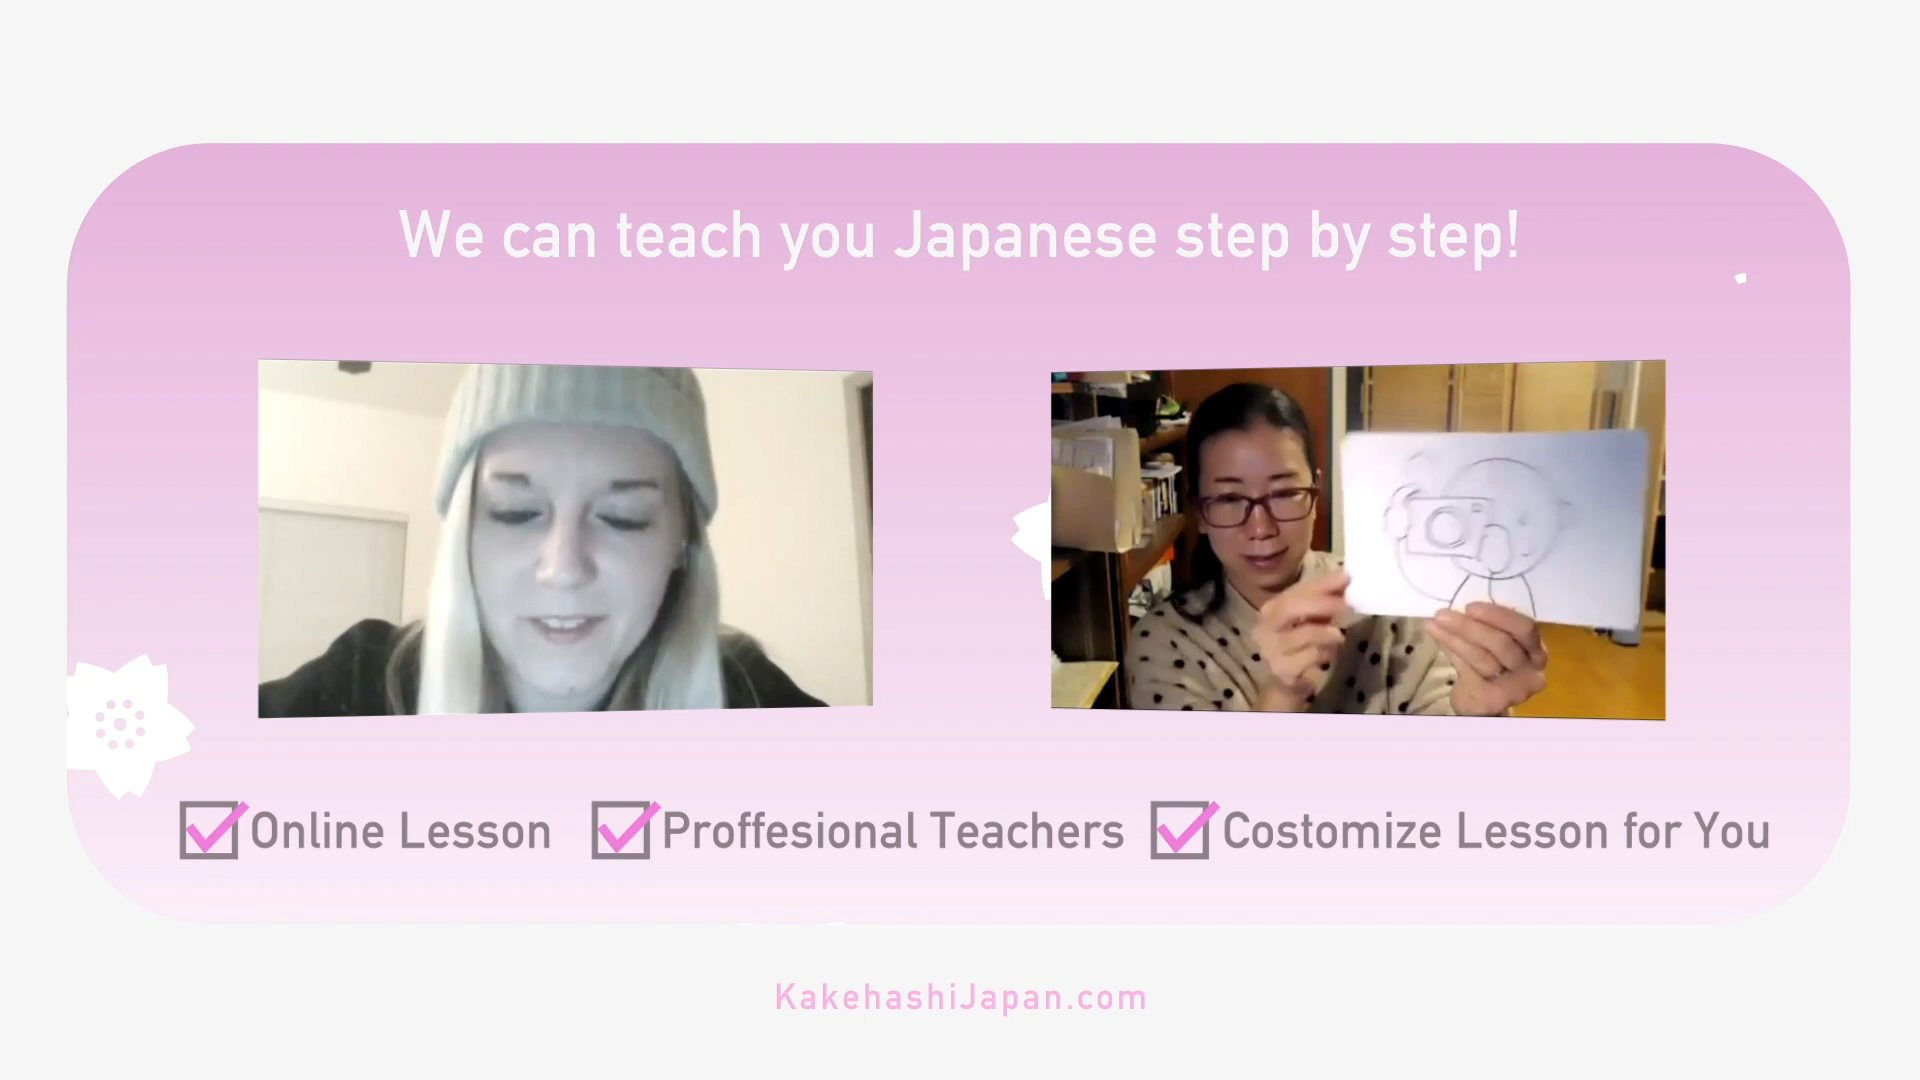 We can teach you Japanese step by step!
Online Lesson
Proffesional Teachers
Costomize Lesson for You
KakehashiJapan.com